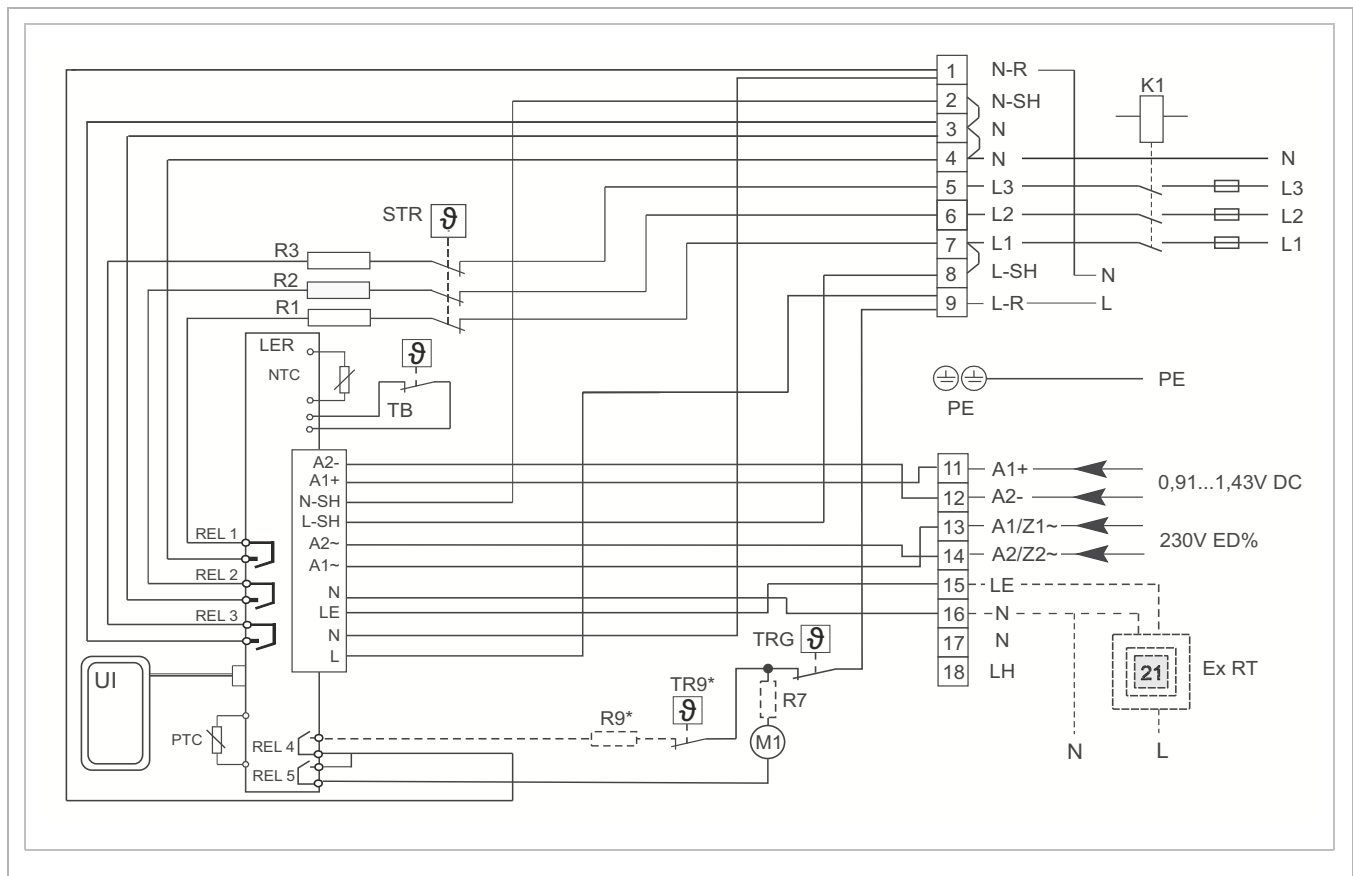 1 N-R
K1
2 N-SH
3 N
4 N N
5 L3 L3
6 L2 L2
7 L1 L1
8 L-SH N
9 L-R L
STR ϑ
R3
R2
R1
LER
NTC
ϑ
TB
PE
PE
A2-
A1+
N-SH
L-SH
A2~
A1~
N
LE
N
L
REL 1
REL 2
REL 3
11 A1+
12 A2-
0,91...1,43V DC
13 A1/Z1~
14 A2/Z2~
230V ED%
15 LE
16 N
17 N
18 LH
21 Ex RT
N L
TRG ϑ
R7
TR9*
ϑ
R9*
M1
UI
PTC
REL 4
REL 5